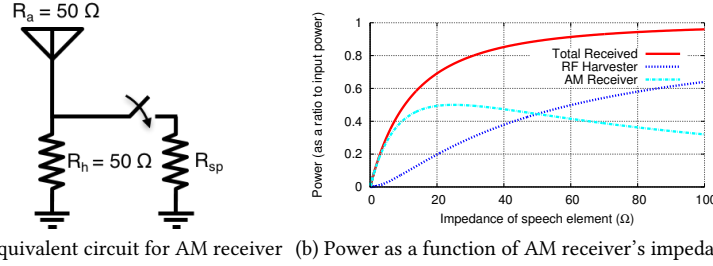 Rₐ = 50 Ω
Rₕ = 50 Ω
Rₛₚ
Power (as a ratio to input power)
1
0.8
0.6
0.4
0.2
0
Total Received
RF Harvester
AM Receiver
0 20 40 60 80 100
Impedance of speech element (Ω)
quivalent circuit for AM receiver (b) Power as a function of AM receiver's impeda